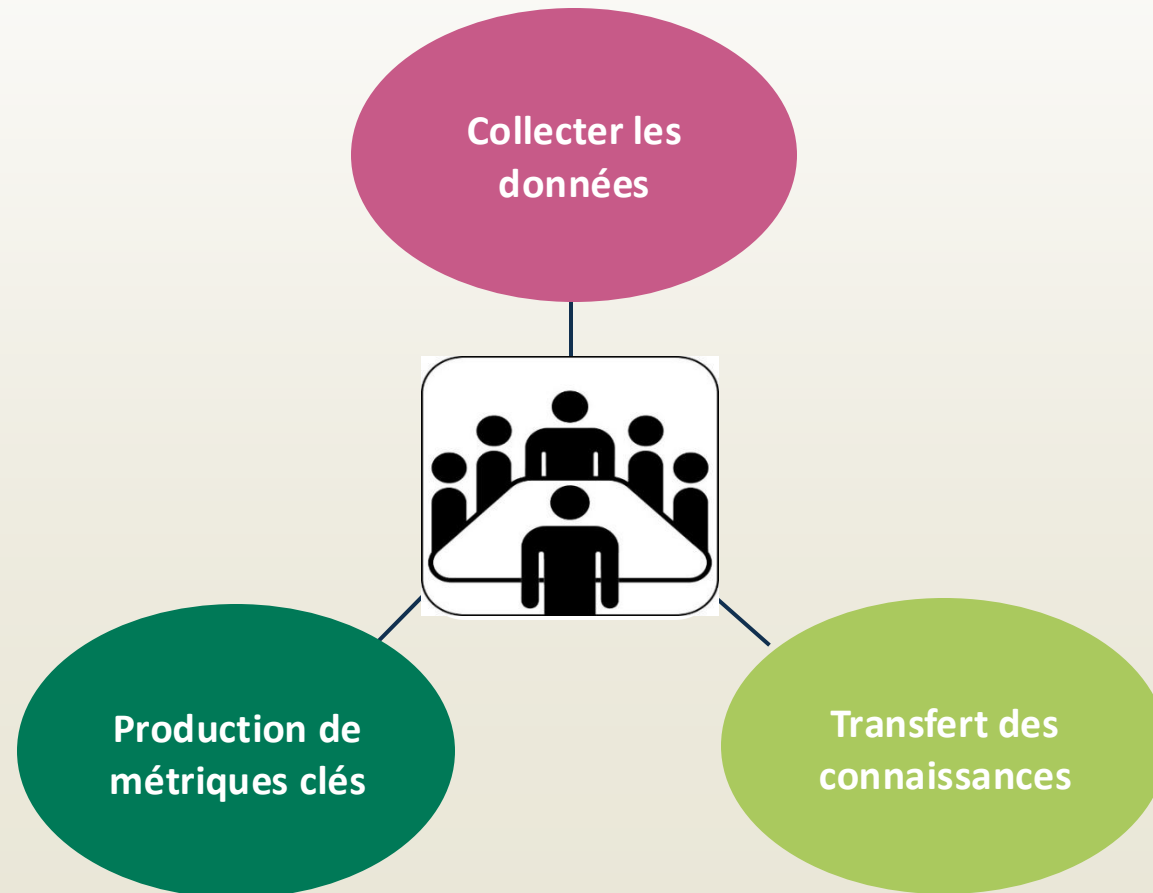 Collecter les
données
Production de
métriques clés
Transfert des
connaissances